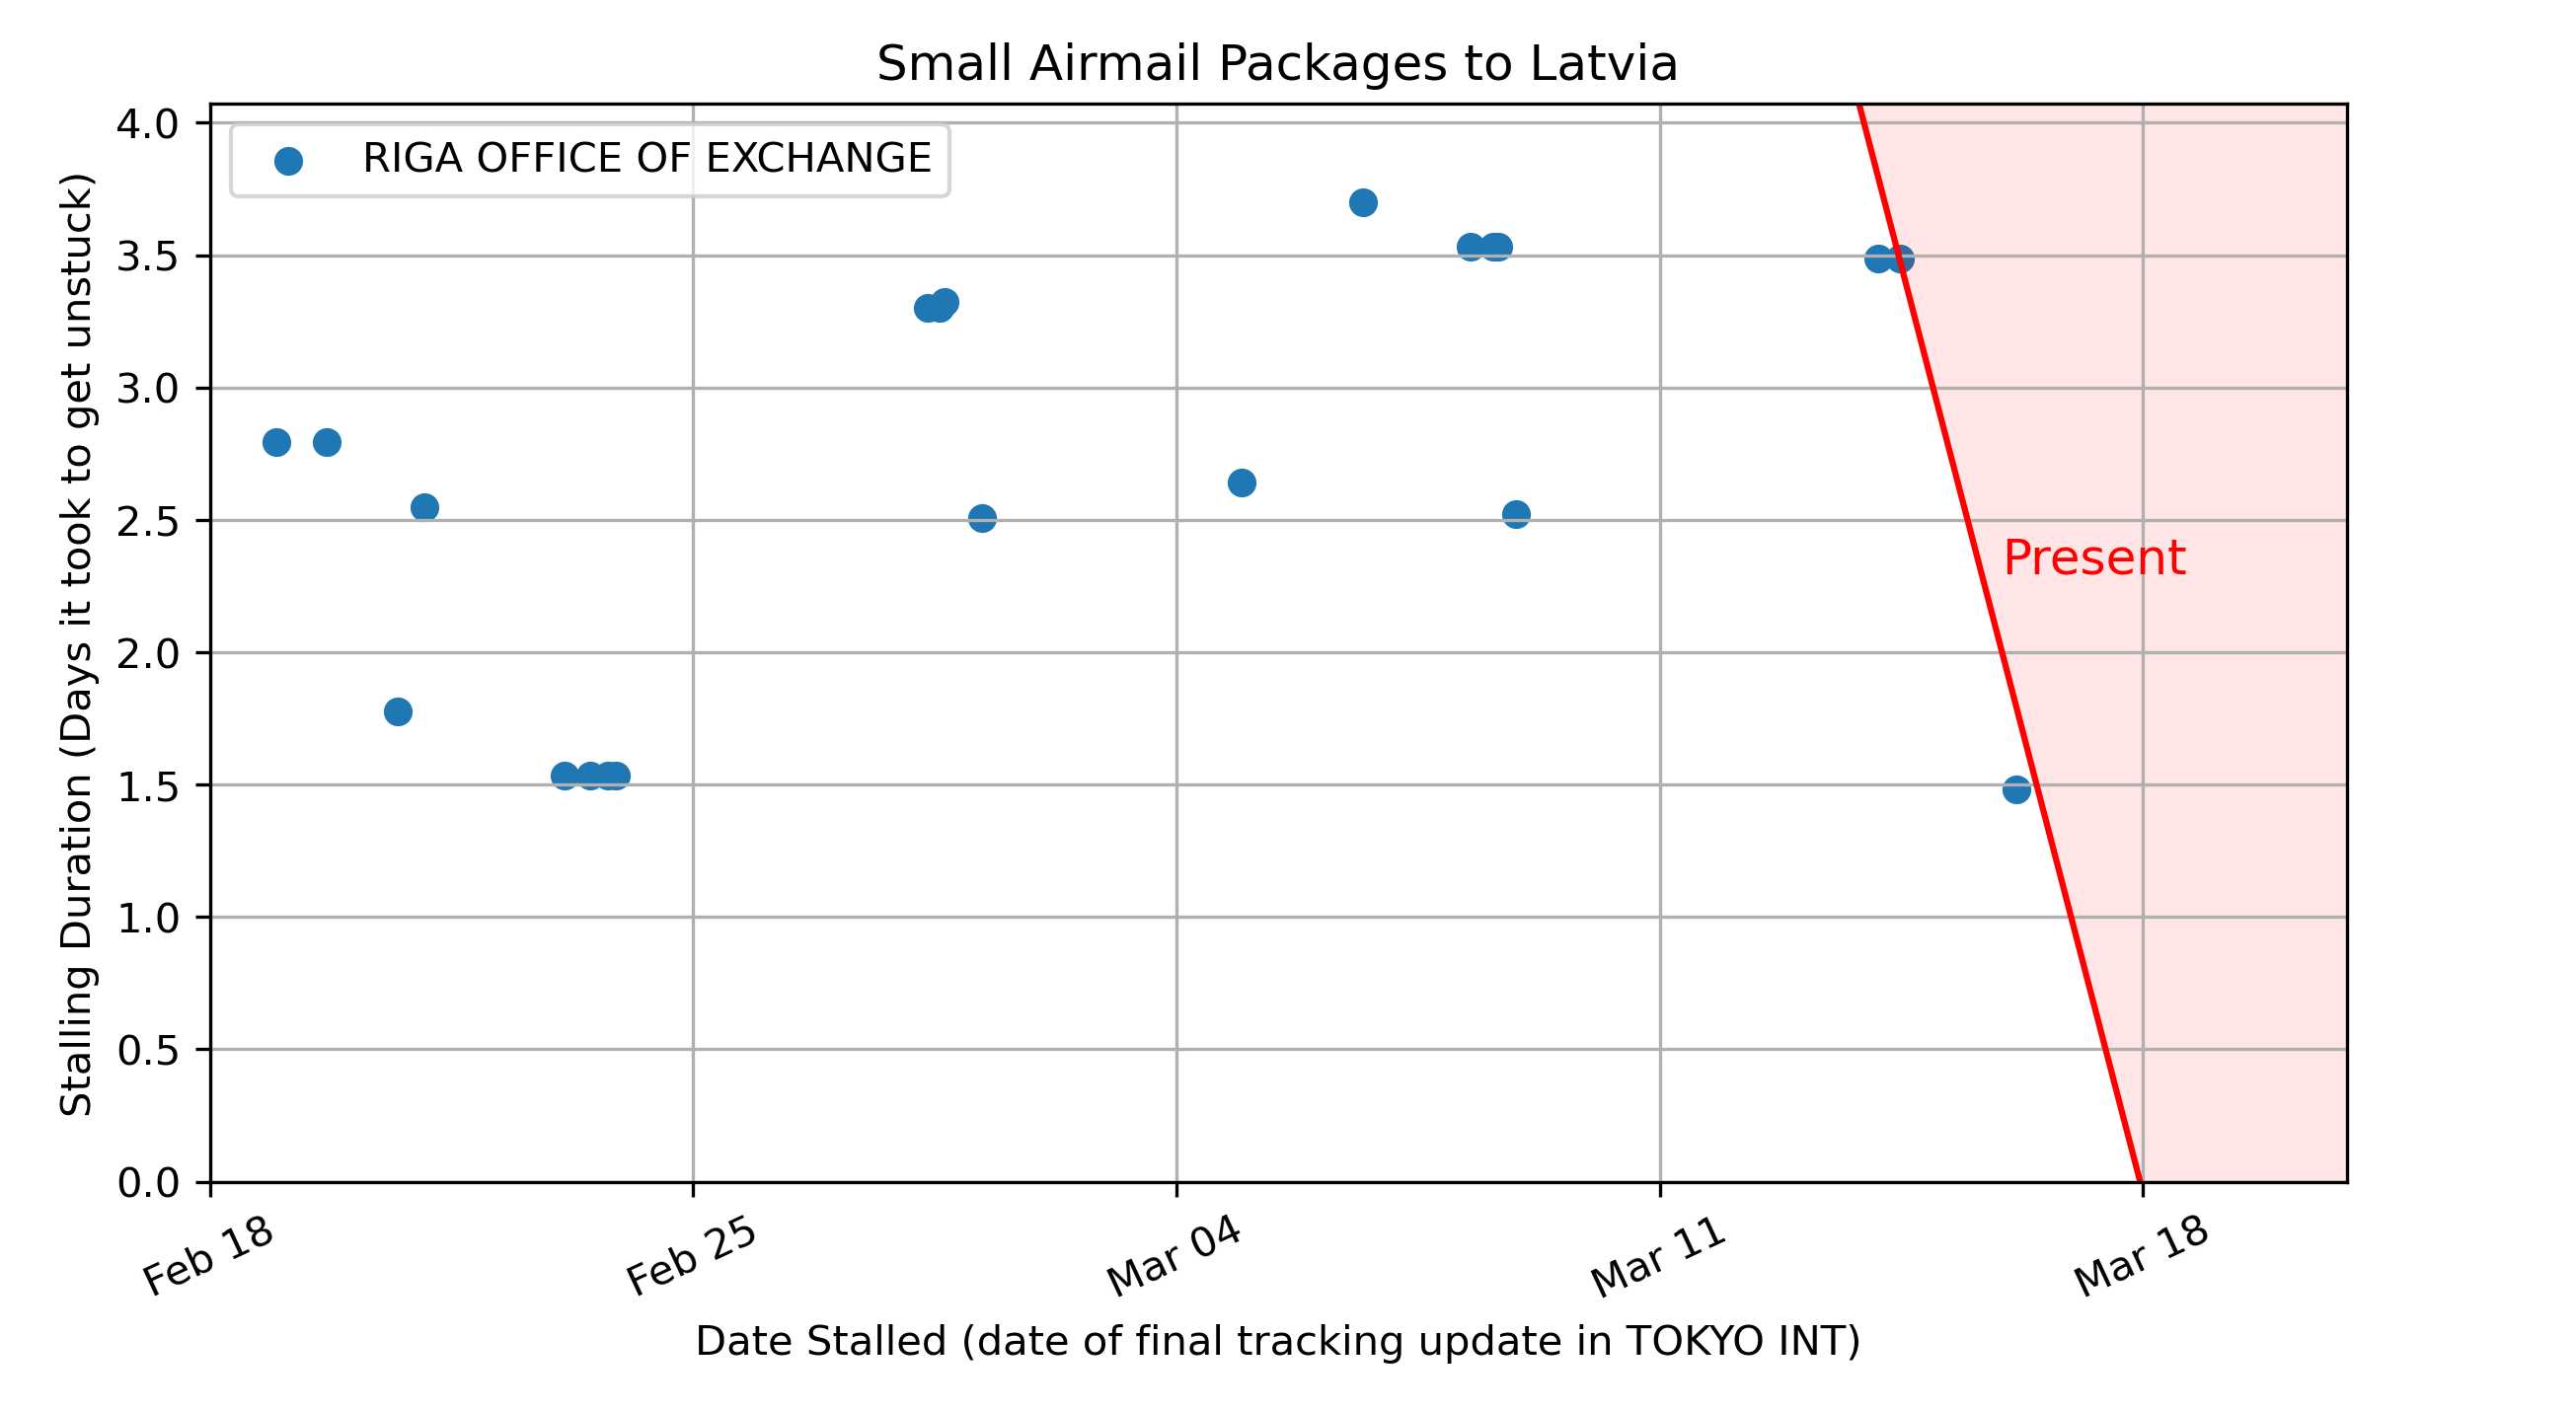 Small Airmail Packages to Latvia
RIGA OFFICE OF EXCHANGE
Stalling Duration (Days it took to get unstuck)
4.0
3.5
3.0
2.5
2.0
1.5
1.0
0.5
0.0
Present
Feb 18
Feb 25
Mar 04
Mar 11
Mar 18
Date Stalled (date of final tracking update in TOKYO INT)